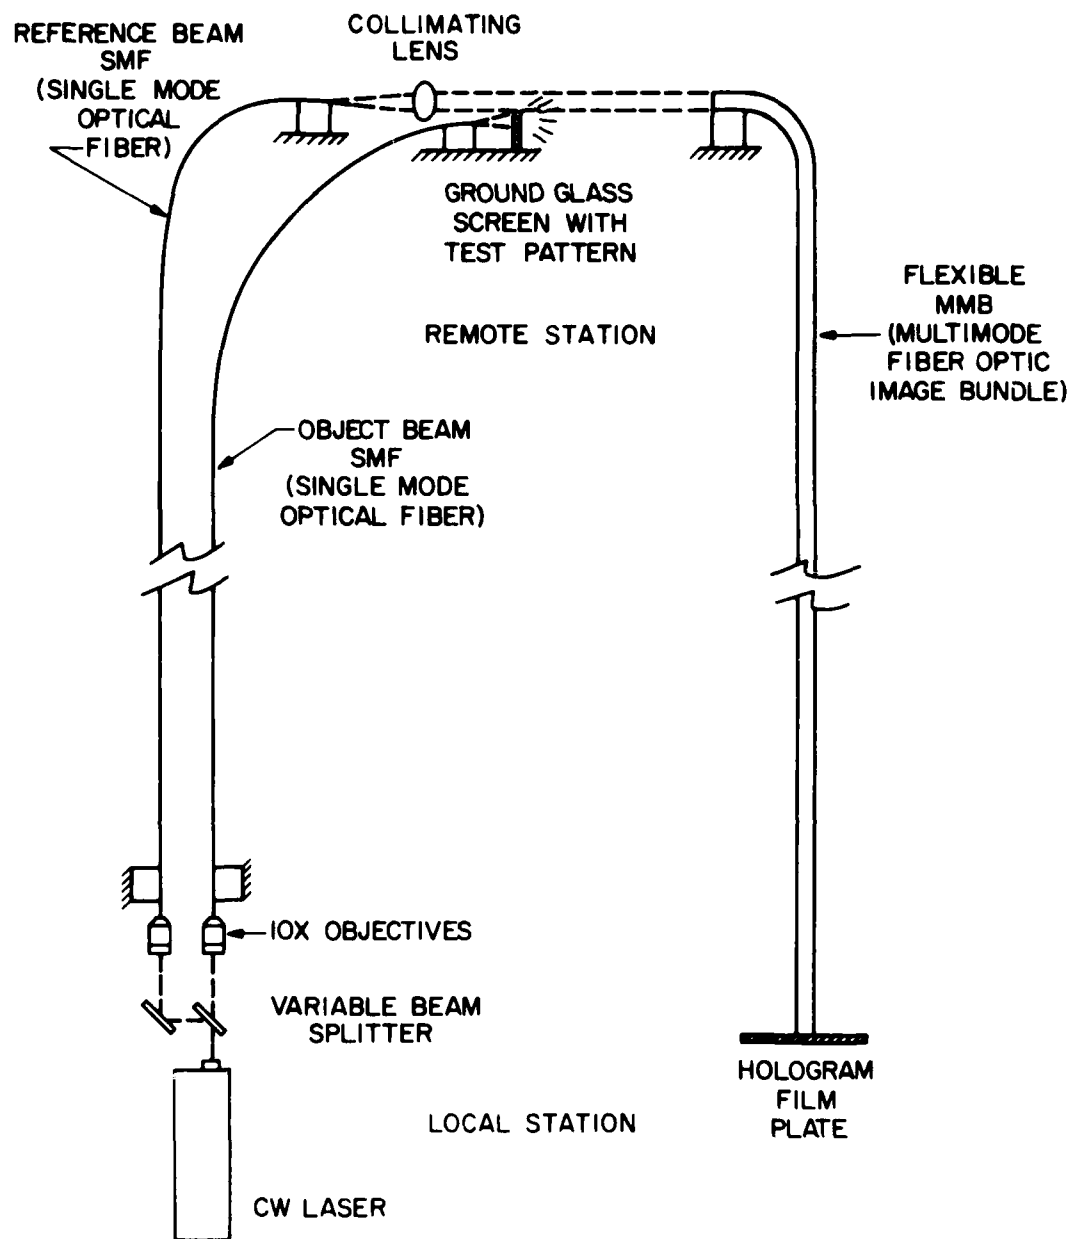 REFERENCE BEAM
SMF
(SINGLE MODE
OPTICAL
FIBER)
COLLIMATING
LENS
GROUND GLASS
SCREEN WITH
TEST PATTERN
REMOTE STATION
FLEXIBLE
MMB
(MULTIMODE
FIBER OPTIC
IMAGE BUNDLE)
OBJECT BEAM
SMF
(SINGLE MODE
OPTICAL FIBER)
10X OBJECTIVES
VARIABLE BEAM
SPLITTER
HOLOGRAM
FILM
PLATE
LOCAL STATION
CW LASER